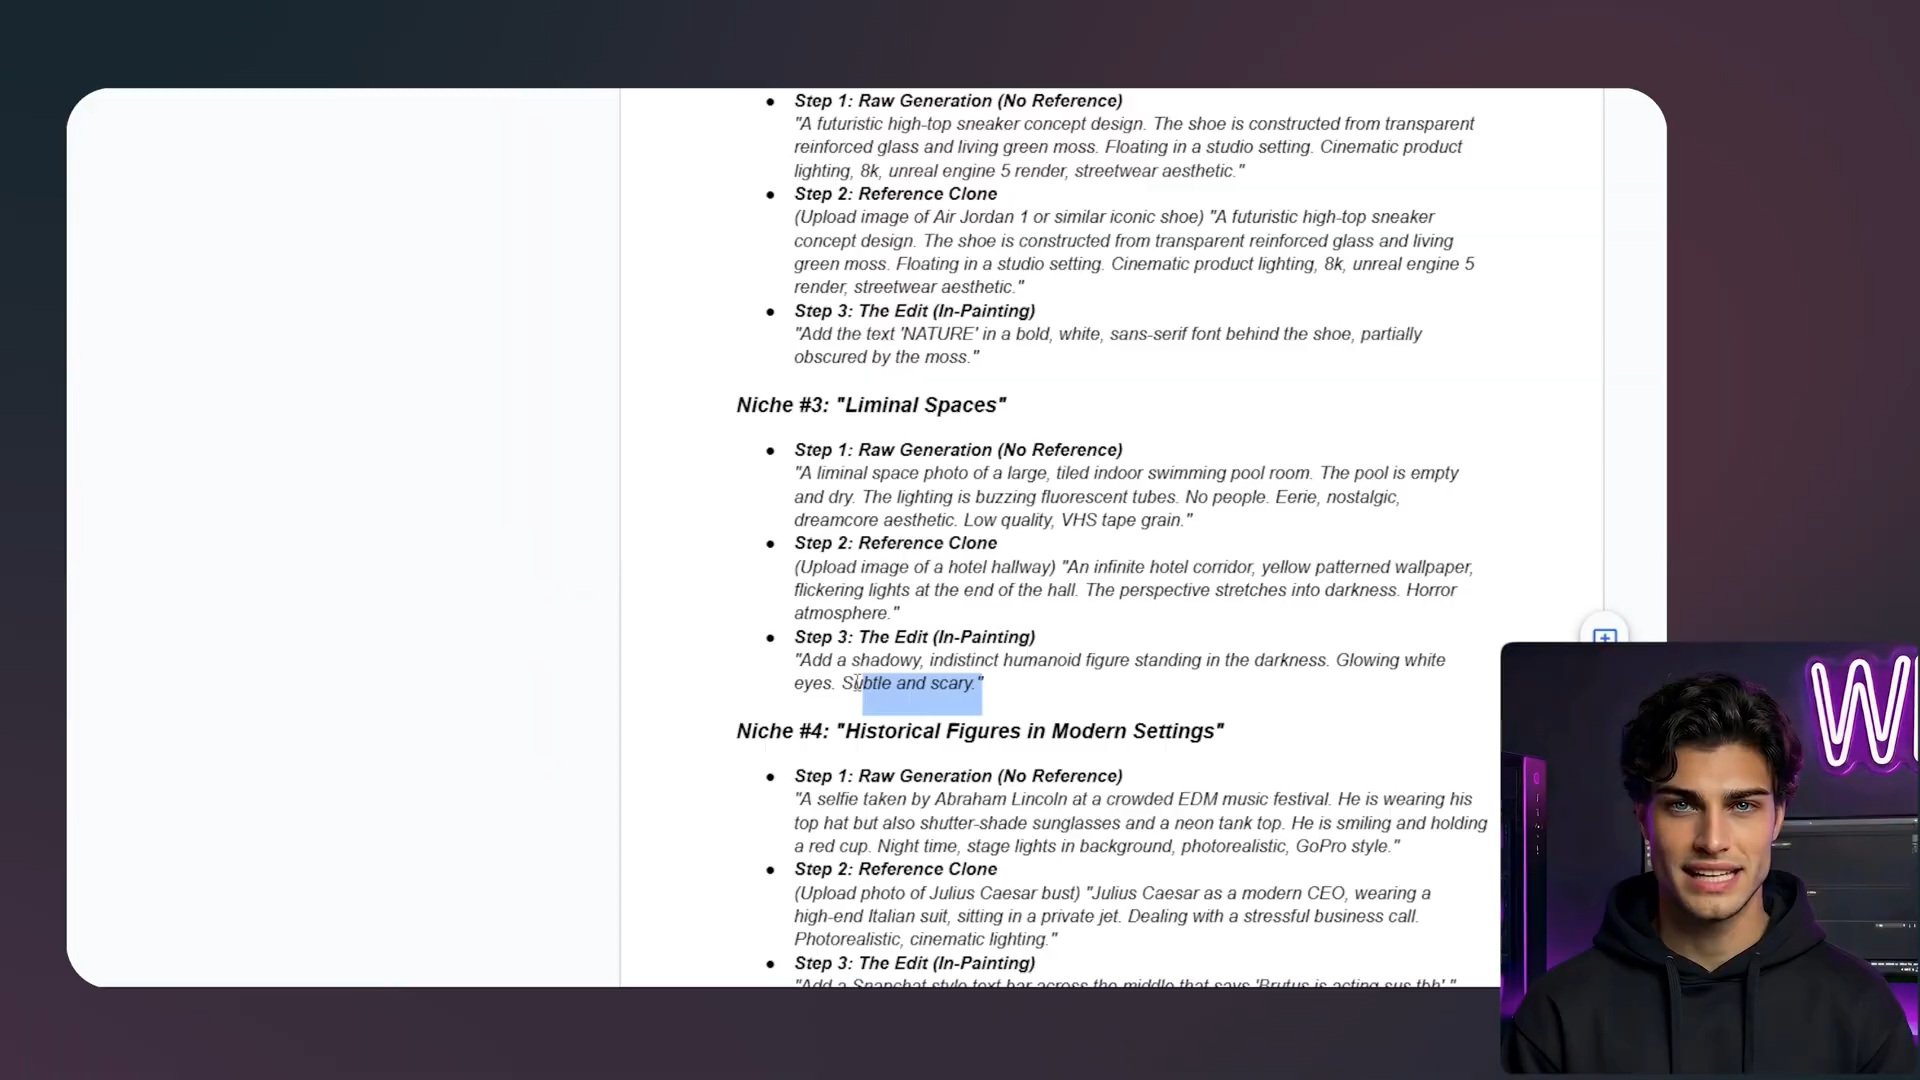 ● Step 1: Raw Generation (No Reference)
"A futuristic high-top sneaker concept design. The shoe is constructed from transparent
reinforced glass and living green moss. Floating in a studio setting. Cinematic product
lighting, 8k, unreal engine 5 render, streetwear aesthetic."
● Step 2: Reference Clone
(Upload image of Air Jordan 1 or similar iconic shoe) "A futuristic high-top sneaker
concept design. The shoe is constructed from transparent reinforced glass and living
green moss. Floating in a studio setting. Cinematic product lighting, 8k, unreal engine 5
render, streetwear aesthetic."
● Step 3: The Edit (In-Painting)
"Add the text 'NATURE' in a bold, white, sans-serif font behind the shoe, partially
obscured by the moss."
Niche #3: "Liminal Spaces"
● Step 1: Raw Generation (No Reference)
"A liminal space photo of a large, tiled indoor swimming pool room. The pool is empty
and dry. The lighting is buzzing fluorescent tubes. No people. Eerie, nostalgic,
dreamcore aesthetic. Low quality, VHS tape grain."
● Step 2: Reference Clone
(Upload image of a hotel hallway) "An infinite hotel corridor, yellow patterned wallpaper,
flickering lights at the end of the hall. The perspective stretches into darkness. Horror
atmosphere."
● Step 3: The Edit (In-Painting)
"Add a shadowy, indistinct humanoid figure standing in the darkness. Glowing white
eyes. Subtle and scary."
Niche #4: "Historical Figures in Modern Settings"
● Step 1: Raw Generation (No Reference)
"A selfie taken by Abraham Lincoln at a crowded EDM music festival. He is wearing his
top hat but also shutter-shade sunglasses and a neon tank top. He is smiling and holding
a red cup. Night time, stage lights in background, photorealistic, GoPro style."
● Step 2: Reference Clone
(Upload photo of Julius Caesar bust) "Julius Caesar as a modern CEO, wearing a
high-end Italian suit, sitting in a private jet. Dealing with a stressful business call.
Photorealistic, cinematic lighting."
● Step 3: The Edit (In-Painting)
"Add a Snapchat style text bar across the middle that says 'Brutus is acting sus tbh'."
W